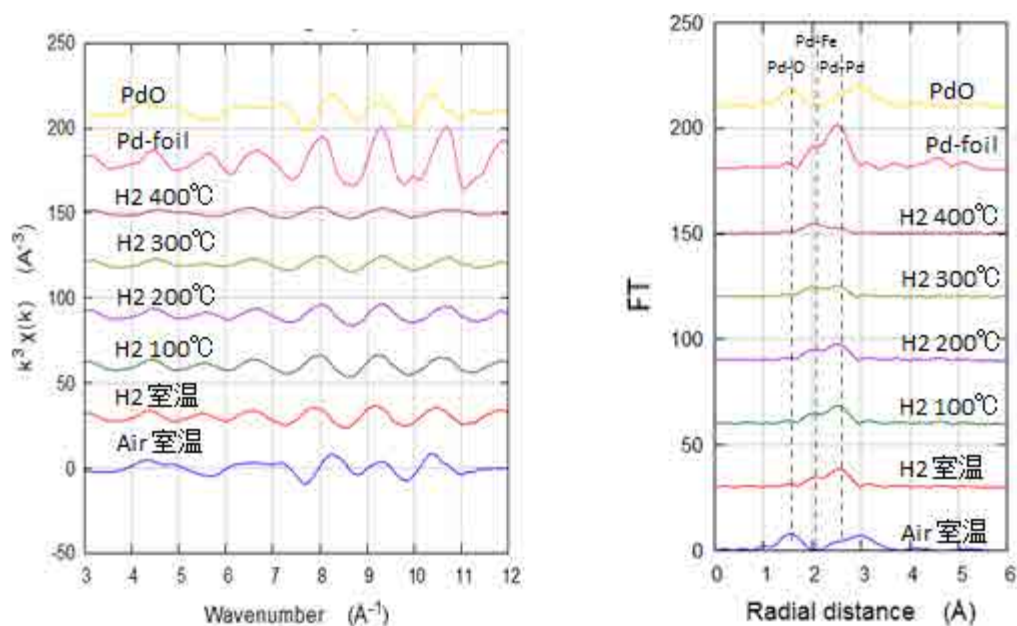 250
200
150
100
50
0
-50
k³χ(k) (A⁻³)
PdO
Pd-foil
H2 400℃
H2 300℃
H2 200℃
H2 100℃
H2 室温
Air 室温
3 4 5 6 7 8 9 10 11 12
Wavenumber (Å⁻¹)
250
200
150
100
50
0
FT
Pd-Fe
Pd-O
Pd-Pd
PdO
Pd-foil
H2 400℃
H2 300℃
H2 200℃
H2 100℃
H2 室温
Air 室温
0 1 2 3 4 5 6
Radial distance (Å)